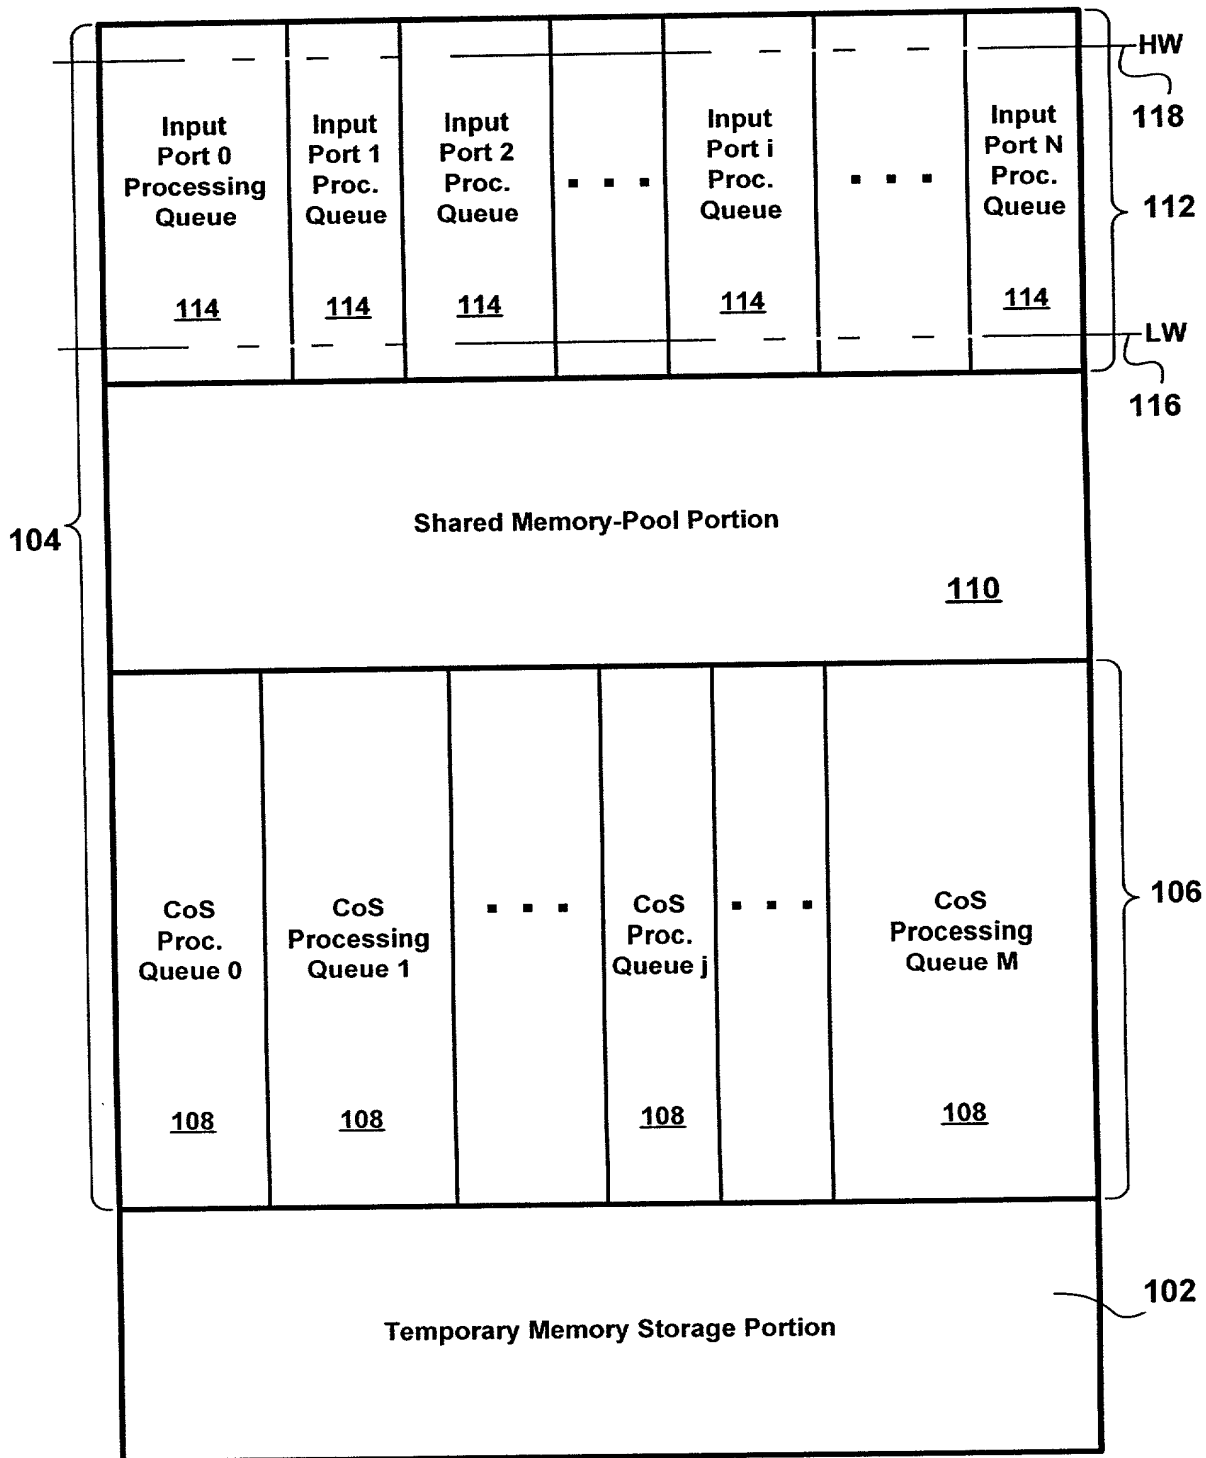 HW
118
Input
Port 0
Processing
Queue
114
Input
Port 1
Proc.
Queue
114
Input
Port 2
Proc.
Queue
114
. . .
Input
Port i
Proc.
Queue
114
. . .
Input
Port N
Proc.
Queue
114
112
LW
116
104
Shared Memory-Pool Portion
110
CoS
Proc.
Queue 0
108
CoS
Processing
Queue 1
108
. . .
CoS
Proc.
Queue j
108
. . .
CoS
Processing
Queue M
108
106
102
Temporary Memory Storage Portion